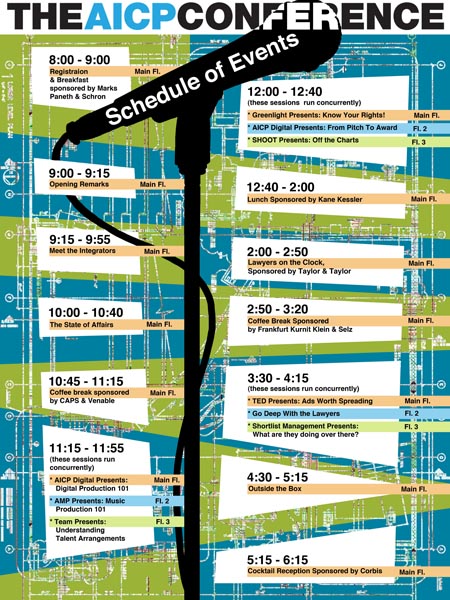 THEAICPCONFERENCE
Schedule of Events
8:00 - 9:00
Registraion Main Fl.
& Breakfast
sponsored by Marks
Paneth & Schron
9:00 - 9:15
Opening Remarks Main Fl.
9:15 - 9:55
Meet the Integrators Main Fl.
10:00 - 10:40
The State of Affairs Main Fl.
10:45 - 11:15
Coffee break sponsored Main Fl.
by CAPS & Venable
11:15 - 11:55
(these sessions run
concurrently)
* AICP Digital Presents: Main Fl.
Digital Production 101
* AMP Presents: Music Fl. 2
Production 101
* Team Presents: Fl. 3
Understanding
Talent Arrangements
12:00 - 12:40
(these sessions run concurrently)
* Greenlight Presents: Know Your Rights! Main Fl.
* AICP Digital Presents: From Pitch To Award Fl. 2
* SHOOT Presents: Off the Charts Fl. 3
12:40 - 2:00
Lunch Sponsored by Kane Kessler Main Fl.
2:00 - 2:50
Lawyers on the Clock, Main Fl.
Sponsored by Taylor & Taylor
2:50 - 3:20
Coffee Break Sponsored Main Fl.
by Frankfurt Kurnit Klein & Selz
3:30 - 4:15
(these sessions run concurrently)
* TED Presents: Ads Worth Spreading Main Fl.
* Go Deep With the Lawyers Fl. 2
* Shortlist Management Presents: Fl. 3
What are they doing over there?
4:30 - 5:15
Outside the Box Main Fl.
5:15 - 6:15
Cocktail Reception Sponsored by Corbis Main Fl.